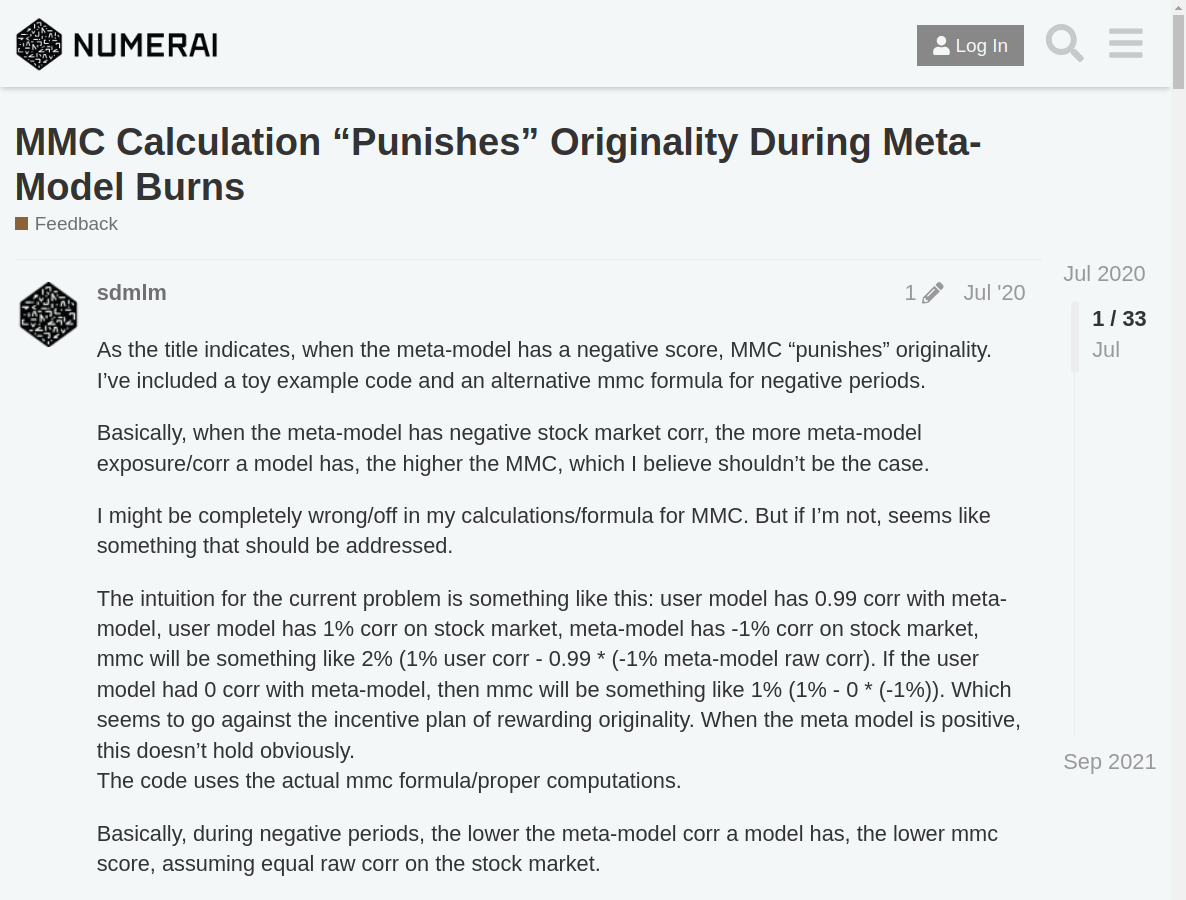 NUMERAI
Log In
MMC Calculation “Punishes” Originality During Meta-
Model Burns
Feedback
Jul 2020
sdmlm
1
Jul '20
1 / 33
Jul
As the title indicates, when the meta-model has a negative score, MMC “punishes” originality.
I’ve included a toy example code and an alternative mmc formula for negative periods.
Basically, when the meta-model has negative stock market corr, the more meta-model
exposure/corr a model has, the higher the MMC, which I believe shouldn’t be the case.
I might be completely wrong/off in my calculations/formula for MMC. But if I’m not, seems like
something that should be addressed.
The intuition for the current problem is something like this: user model has 0.99 corr with meta-
model, user model has 1% corr on stock market, meta-model has -1% corr on stock market,
mmc will be something like 2% (1% user corr - 0.99 * (-1% meta-model raw corr). If the user
model had 0 corr with meta-model, then mmc will be something like 1% (1% - 0 * (-1%)). Which
seems to go against the incentive plan of rewarding originality. When the meta model is positive,
this doesn’t hold obviously.
The code uses the actual mmc formula/proper computations.
Sep 2021
Basically, during negative periods, the lower the meta-model corr a model has, the lower mmc
score, assuming equal raw corr on the stock market.